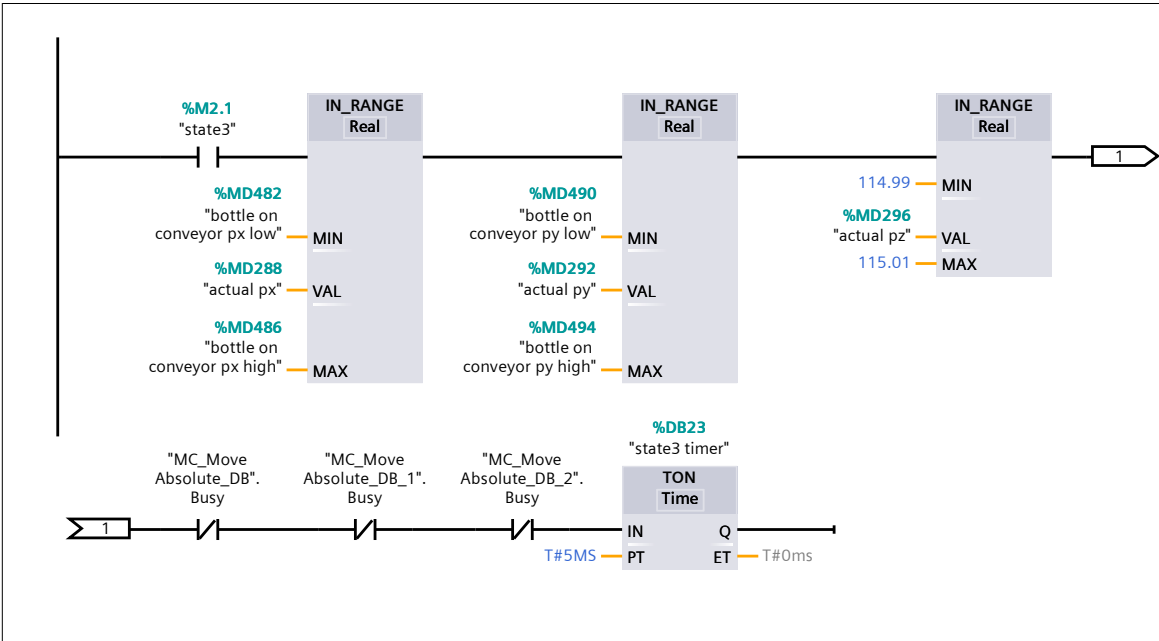 %M2.1
"state3"
IN_RANGE
Real
%MD482
"bottle on
conveyor px low"
MIN
%MD288
"actual px"
VAL
%MD486
"bottle on
conveyor px high"
MAX
IN_RANGE
Real
%MD490
"bottle on
conveyor py low"
MIN
%MD292
"actual py"
VAL
%MD494
"bottle on
conveyor py high"
MAX
IN_RANGE
Real
114.99
MIN
%MD296
"actual pz"
VAL
115.01
MAX
1
1
"MC_Move
Absolute_DB".
Busy
"MC_Move
Absolute_DB_1".
Busy
"MC_Move
Absolute_DB_2".
Busy
%DB23
"state3 timer"
TON
Time
IN
Q
T#5MS
PT
ET
T#0ms